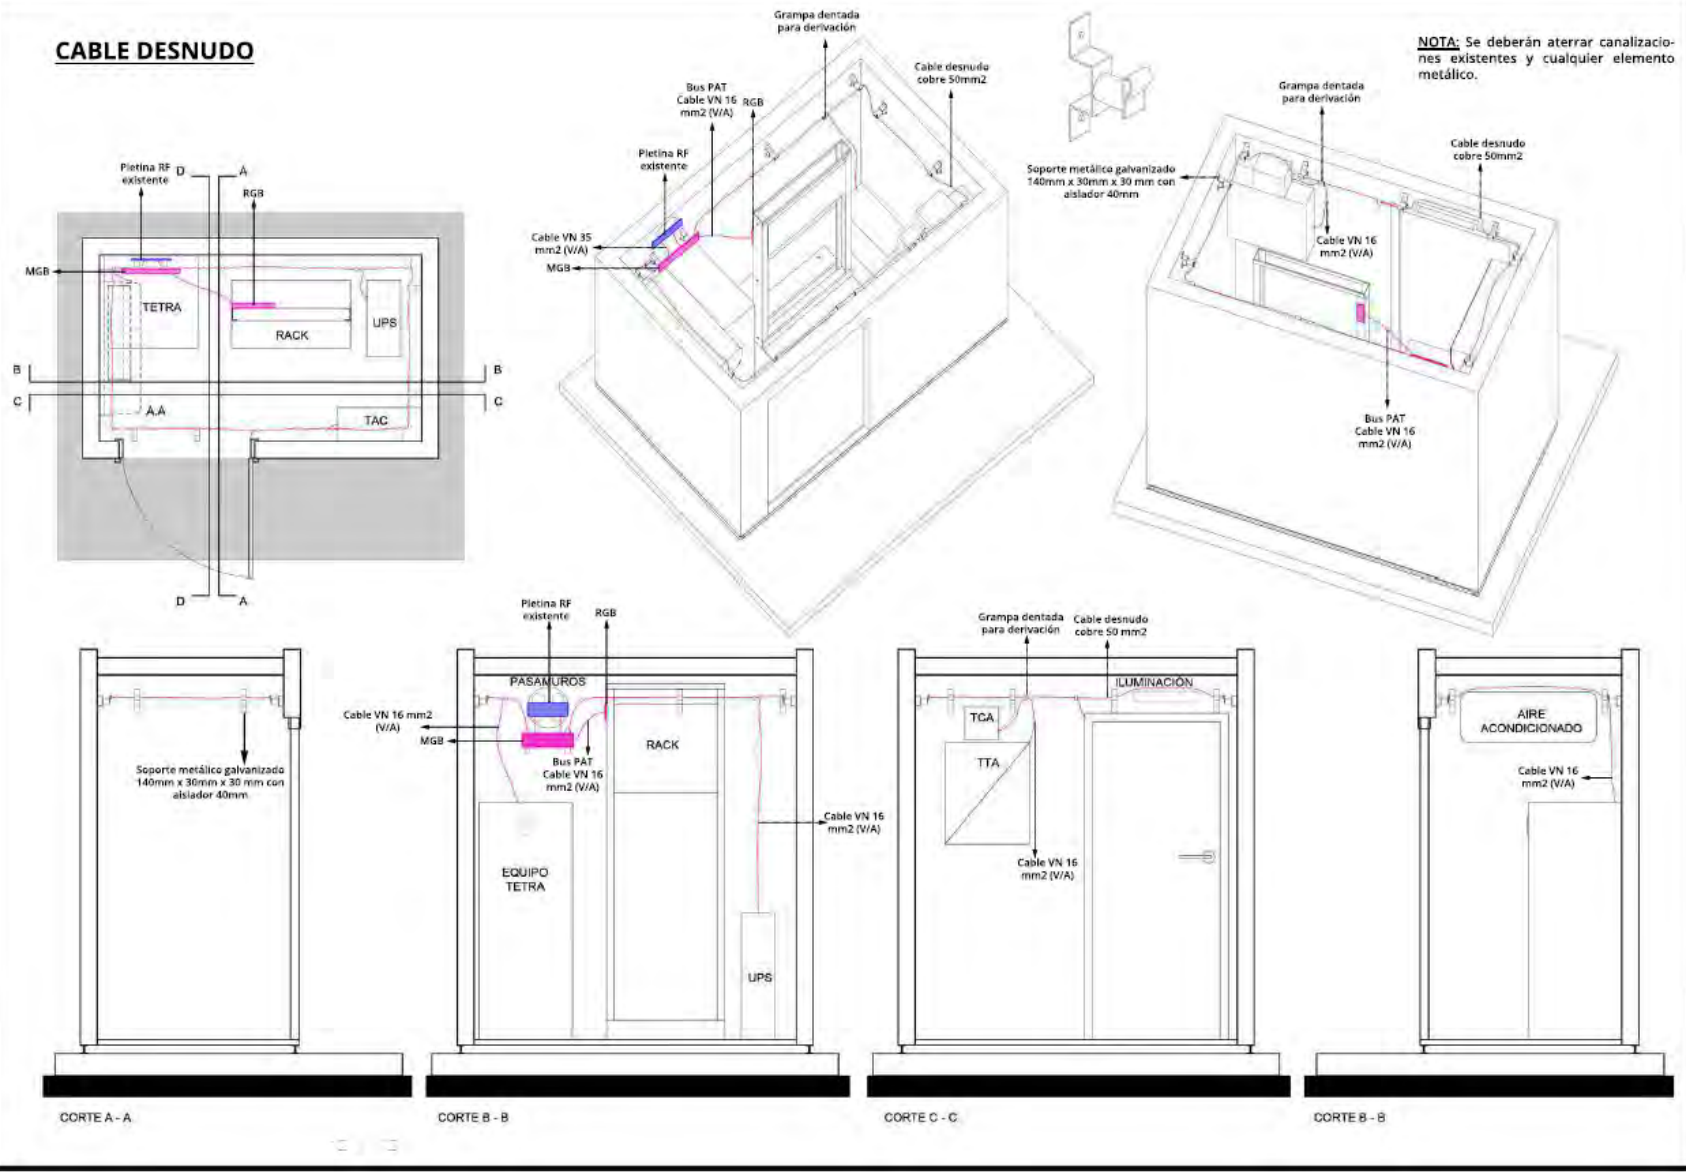 CABLE DESNUDO
NOTA: Se deberán aterrar canalizacio-
nes existentes y cualquier elemento
metálico.
Pletina RF
existente
D
A
RGB
MGB
TETRA
RACK
UPS
B
B
C
C
A.A
TAC
D
A
Grampa dentada
para derivación
Cable desnudo
cobre 50mm2
Bus PAT
Cable VN 16
mm2 (V/A)
RGB
Pletina RF
existente
Cable VN 35
mm2 (V/A)
MGB
Grampa dentada
para derivación
Cable desnudo
cobre 50mm2
Soporte metálico galvanizado
140mm x 30mm x 30 mm con
aislador 40mm
Cable VN 16
mm2 (V/A)
Bus PAT
Cable VN 16
mm2 (V/A)
Soporte metálico galvanizado
140mm x 30mm x 30 mm con
aislador 40mm
CORTE A - A
Pletina RF
existente
RGB
PASAMUROS
Cable VN 16 mm2
(V/A)
MGB
Bus PAT
Cable VN 16
mm2 (V/A)
RACK
Cable VN 16
mm2 (V/A)
EQUIPO
TETRA
UPS
CORTE B - B
Grampa dentada
para derivación
Cable desnudo
cobre 50 mm2
ILUMINACIÓN
TCA
TTA
Cable VN 16
mm2 (V/A)
CORTE C - C
AIRE
ACONDICIONADO
Cable VN 16
mm2 (V/A)
CORTE B - B